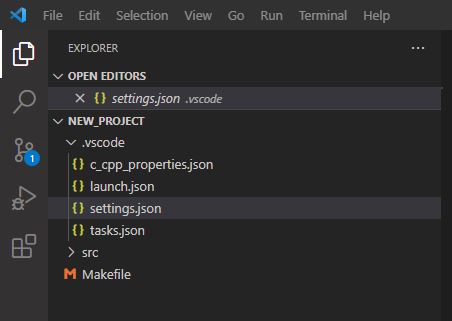 File Edit Selection View Go Run Terminal Help
EXPLORER ...
OPEN EDITORS
{} settings.json .vscode
NEW_PROJECT
.vscode
{} c_cpp_properties.json
{} launch.json
{} settings.json
1
{} tasks.json
src
M Makefile